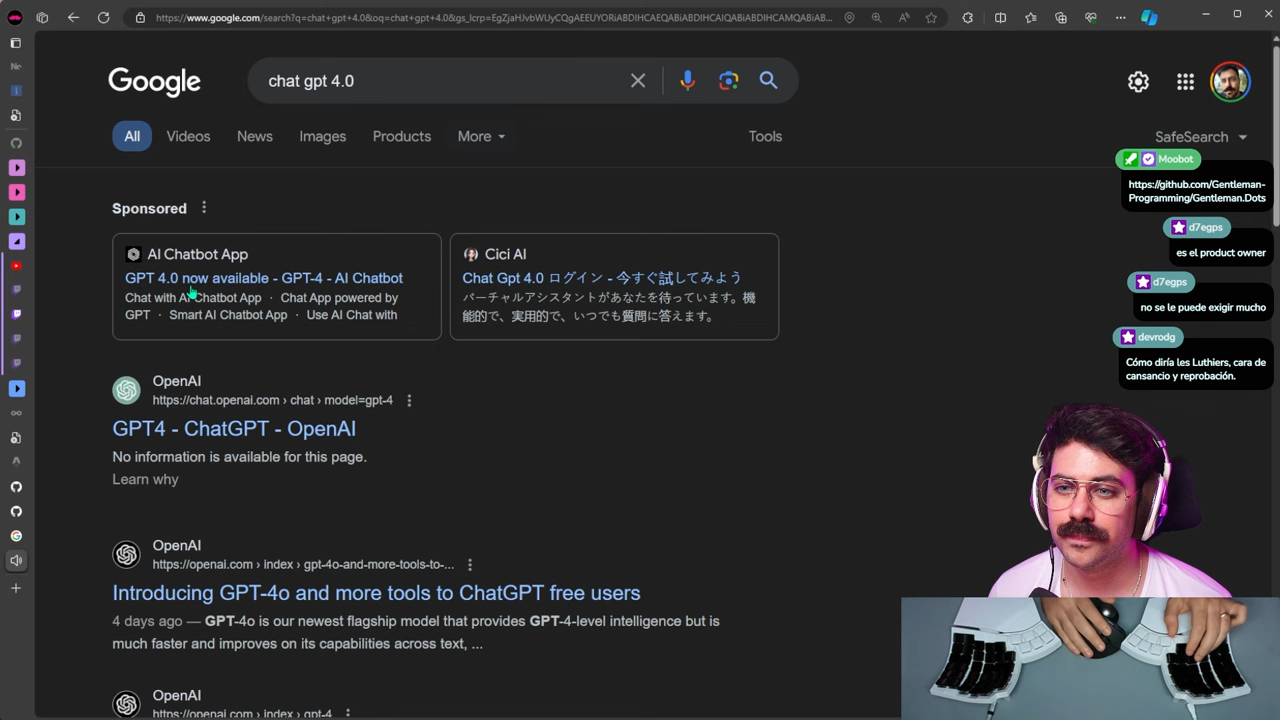 https://www.google.com/search?q=chat+gpt+4.0&oq=chat+gpt+4.0&gs_lcrp=
Google
chat gpt 4.0
All Videos News Images Products More Tools SafeSearch
Sponsored
AI Chatbot App
GPT 4.0 now available - GPT-4 - AI Chatbot
Chat with AI Chatbot App · Chat App powered by
GPT · Smart AI Chatbot App · Use AI Chat with
Cici AI
Chat Gpt 4.0 ログイン - 今すぐ試してみよう
バーチャルアシスタントがあなたを待っています。機
能的で、実用的で、いつでも質問に答えます。
OpenAI
https://chat.openai.com › chat › model=gpt-4
GPT4 - ChatGPT - OpenAI
No information is available for this page.
Learn why
OpenAI
https://openai.com › index › gpt-4o-and-more-tools-to-...
Introducing GPT-4o and more tools to ChatGPT free users
4 days ago — GPT-4o is our newest flagship model that provides GPT-4-level intelligence but is
much faster and improves on its capabilities across text, ...
OpenAI
https://openai.com › index › gpt-4
Moobot
https://github.com/Gentleman-
Programming/Gentleman.Dots
d7egps
es el product owner
d7egps
no se le puede exigir mucho
devrodg
Cómo diría les Luthiers, cara de
cansancio y reprobación.